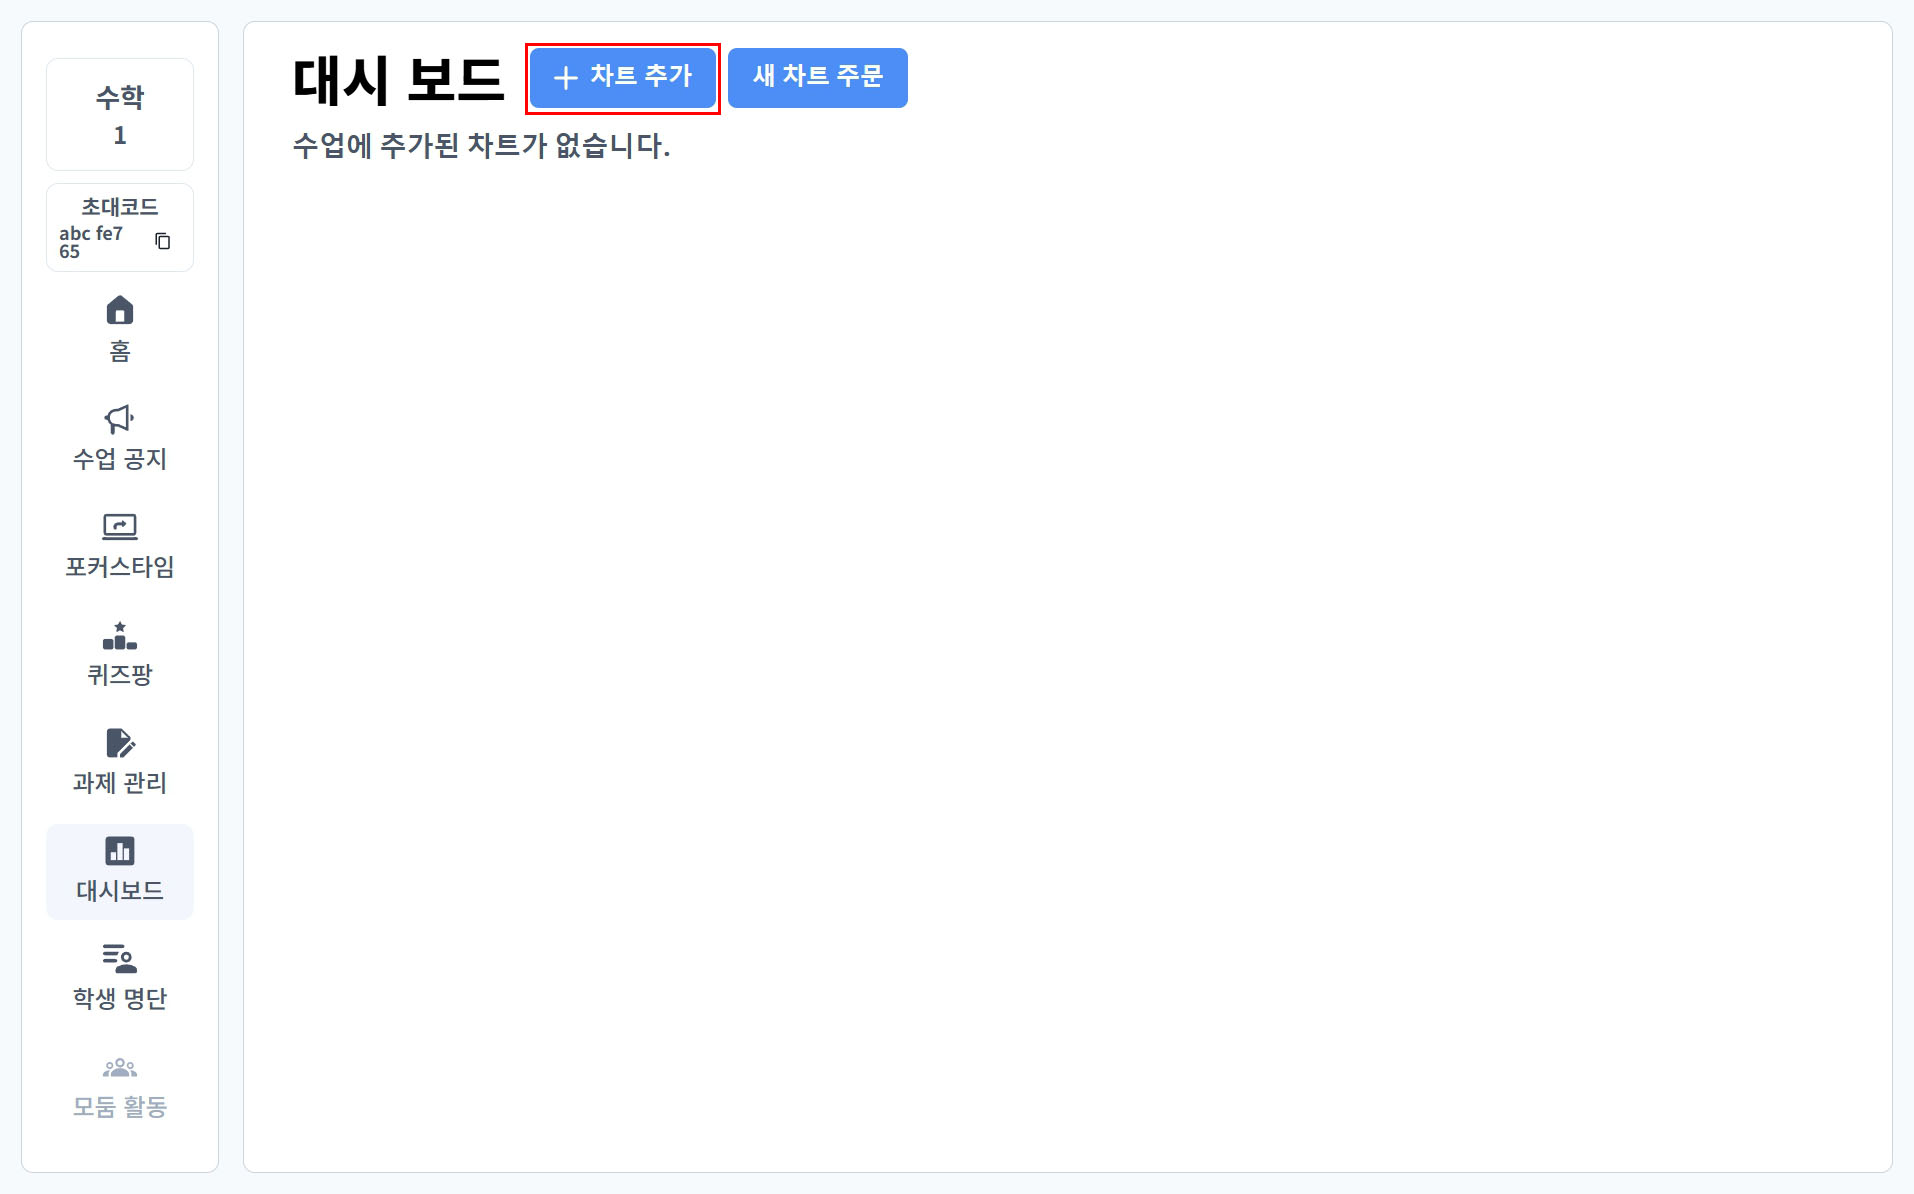 수학
1
초대코드
abc fe7
65
홈
수업 공지
포커스타임
퀴즈팡
과제 관리
대시보드
학생 명단
모둠 활동
대시 보드
차트 추가
새 차트 주문
수업에 추가된 차트가 없습니다.